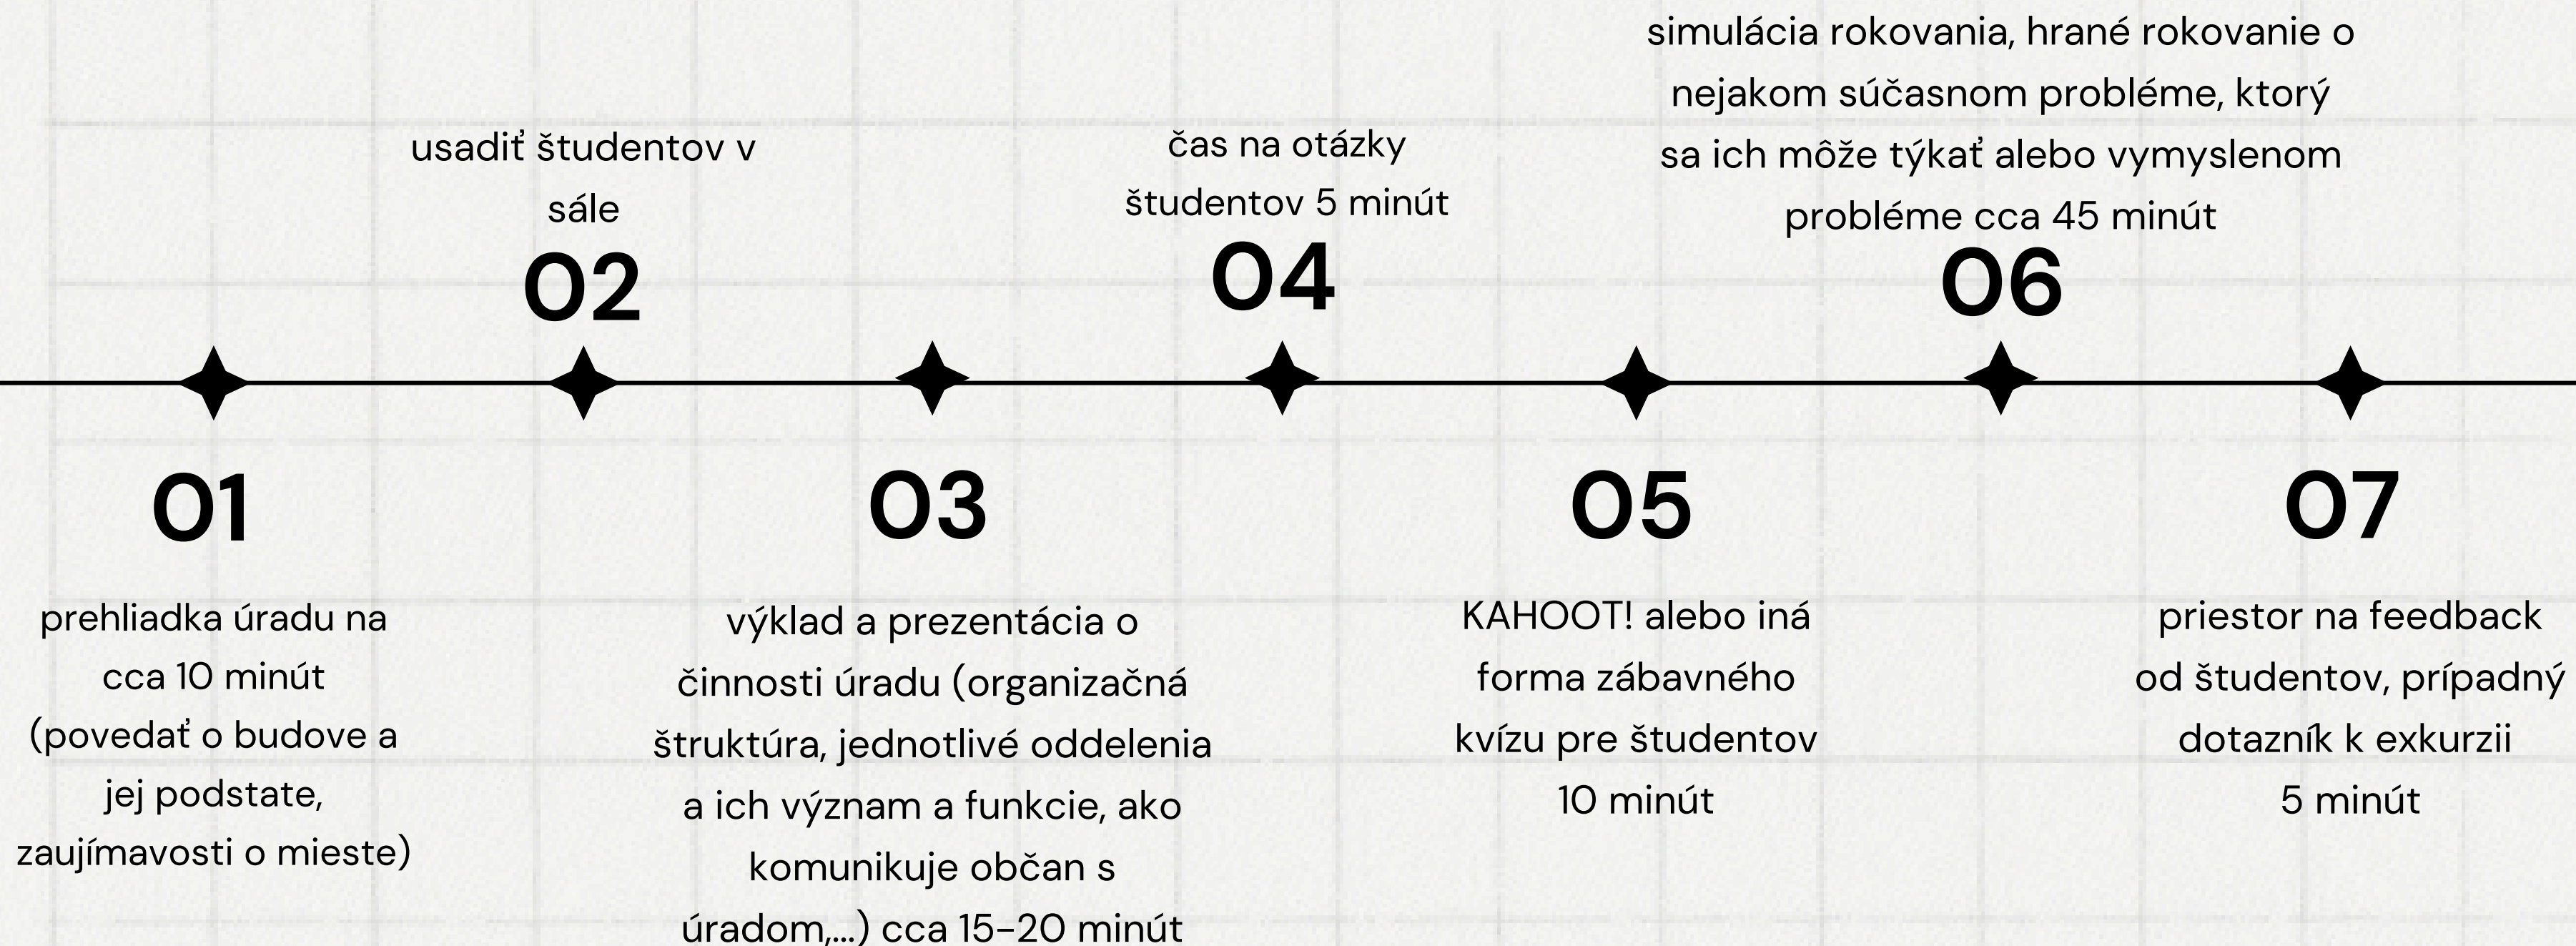 01
prehliadka úradu na
cca 10 minút
(povedať o budove a
jej podstate,
zaujímavosti o mieste)
usadiť študentov v
sále
02
03
výklad a prezentácia o
činnosti úradu (organizačná
štruktúra, jednotlivé oddelenia
a ich význam a funkcie, ako
komunikuje občan s
úradom,...) cca 15-20 minút
čas na otázky
študentov 5 minút
04
05
KAHOOT! alebo iná
forma zábavného
kvízu pre študentov
10 minút
simulácia rokovania, hrané rokovanie o
nejakom súčasnom probléme, ktorý
sa ich môže týkať alebo vymyslenom
probléme cca 45 minút
06
07
priestor na feedback
od študentov, prípadný
dotazník k exkurzii
5 minút